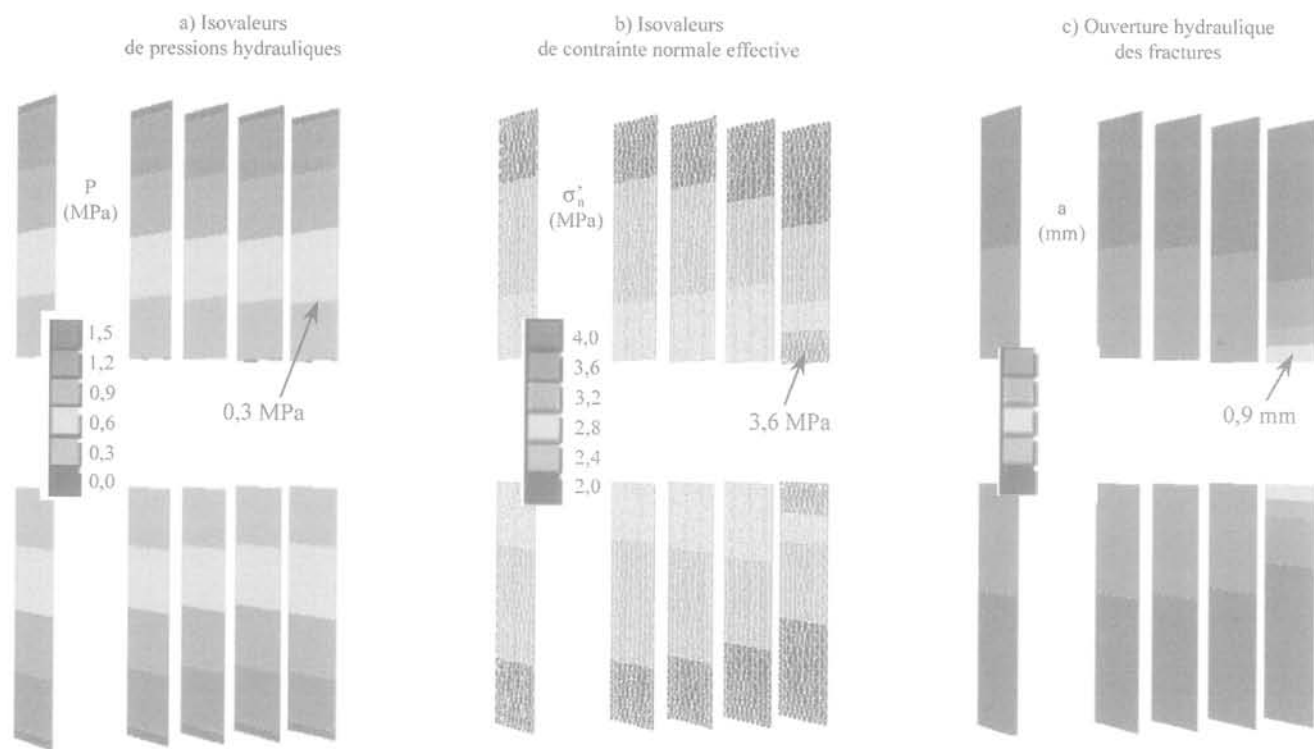 a) Isovaleurs
de pressions hydrauliques
b) Isovaleurs
de contrainte normale effective
c) Ouverture hydraulique
des fractures
P
(MPa)
1,5
1,2
0,9
0,6
0,3
0,0
0,3 MPa
σ'n
(MPa)
4,0
3,6
3,2
2,8
2,4
2,0
3,6 MPa
a
(mm)
0,9 mm